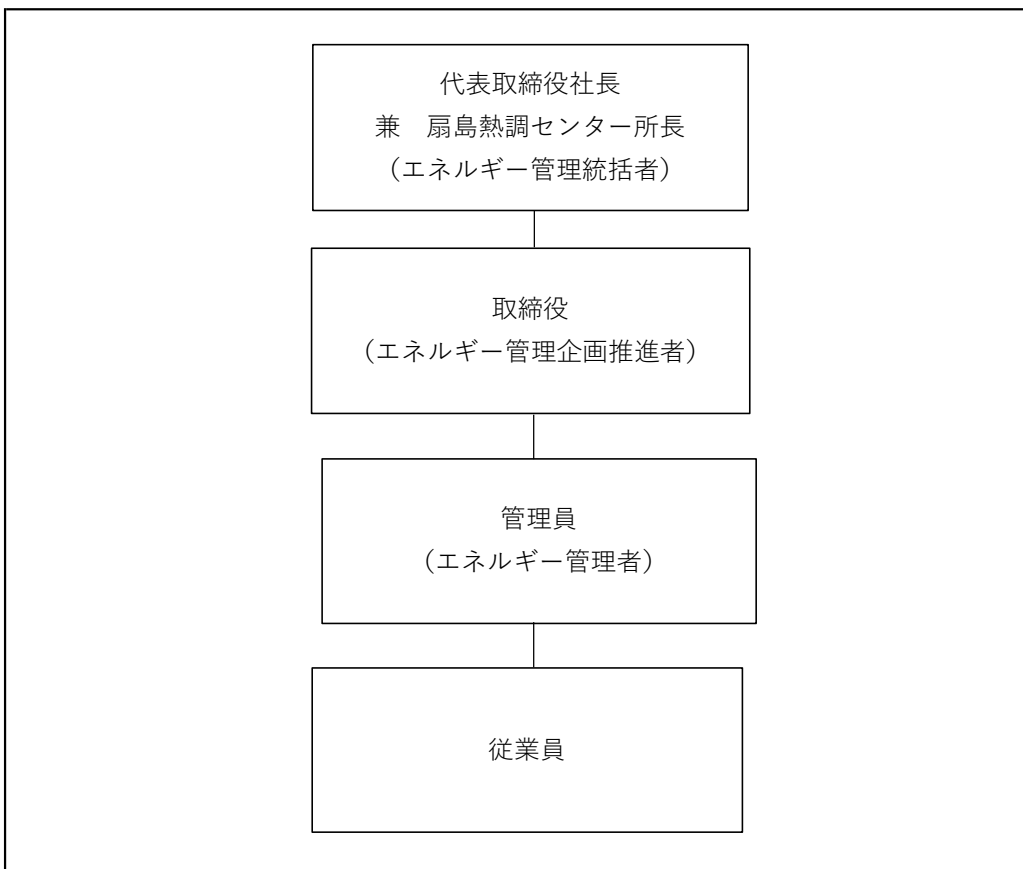 代表取締役社長
兼　扇島熱調センター所長
（エネルギー管理統括者）
取締役
（エネルギー管理企画推進者）
管理員
（エネルギー管理者）
従業員